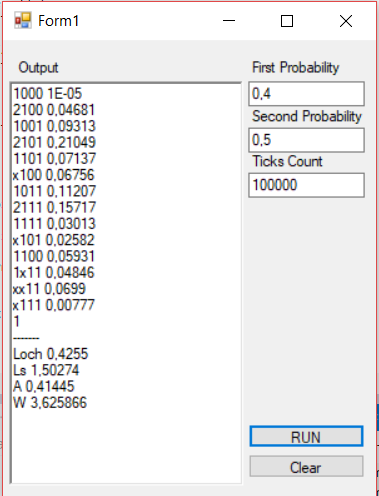 Form1
Output
1000 1E-05
2100 0,04681
1001 0,09313
2101 0,21049
1101 0,07137
x100 0,06756
1011 0,11207
2111 0,15717
1111 0,03013
x101 0,02582
1100 0,05931
1x11 0,04846
xx11 0,0699
x111 0,00777
1
-------
Loch 0,4255
Ls 1,50274
A 0,41445
W 3,625866
First Probability
0,4
Second Probability
0,5
Ticks Count
100000
RUN
Clear